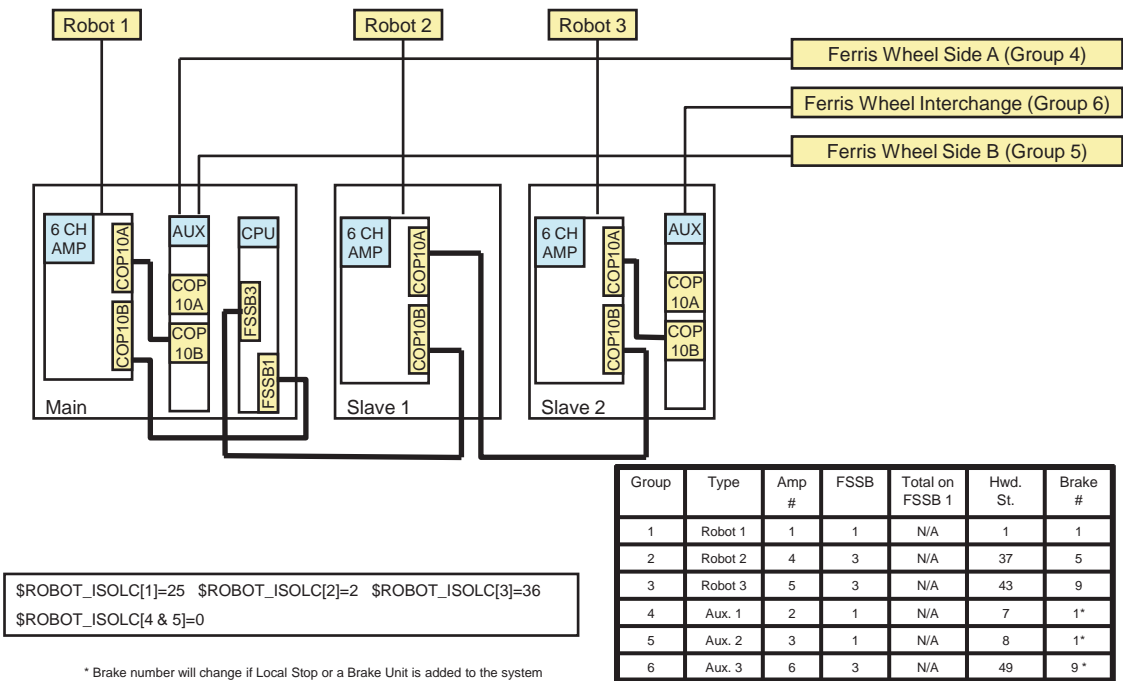 Robot 1
Robot 2
Robot 3
Ferris Wheel Side A (Group 4)
Ferris Wheel Interchange (Group 6)
Ferris Wheel Side B (Group 5)
6 CH
AMP
COP10A
COP10B
AUX
COP
10A
COP
10B
CPU
FSSB3
FSSB1
Main
6 CH
AMP
COP10A
COP10B
Slave 1
6 CH
AMP
COP10A
COP10B
AUX
COP
10A
COP
10B
Slave 2
Group Type Amp # FSSB Total on FSSB 1 Hwd. St. Brake #
1 Robot 1 1 1 N/A 1 1
2 Robot 2 4 3 N/A 37 5
3 Robot 3 5 3 N/A 43 9
4 Aux. 1 2 1 N/A 7 1*
5 Aux. 2 3 1 N/A 8 1*
6 Aux. 3 6 3 N/A 49 9 *
$ROBOT_ISOLC[1]=25 $ROBOT_ISOLC[2]=2 $ROBOT_ISOLC[3]=36
$ROBOT_ISOLC[4 & 5]=0
* Brake number will change if Local Stop or a Brake Unit is added to the system